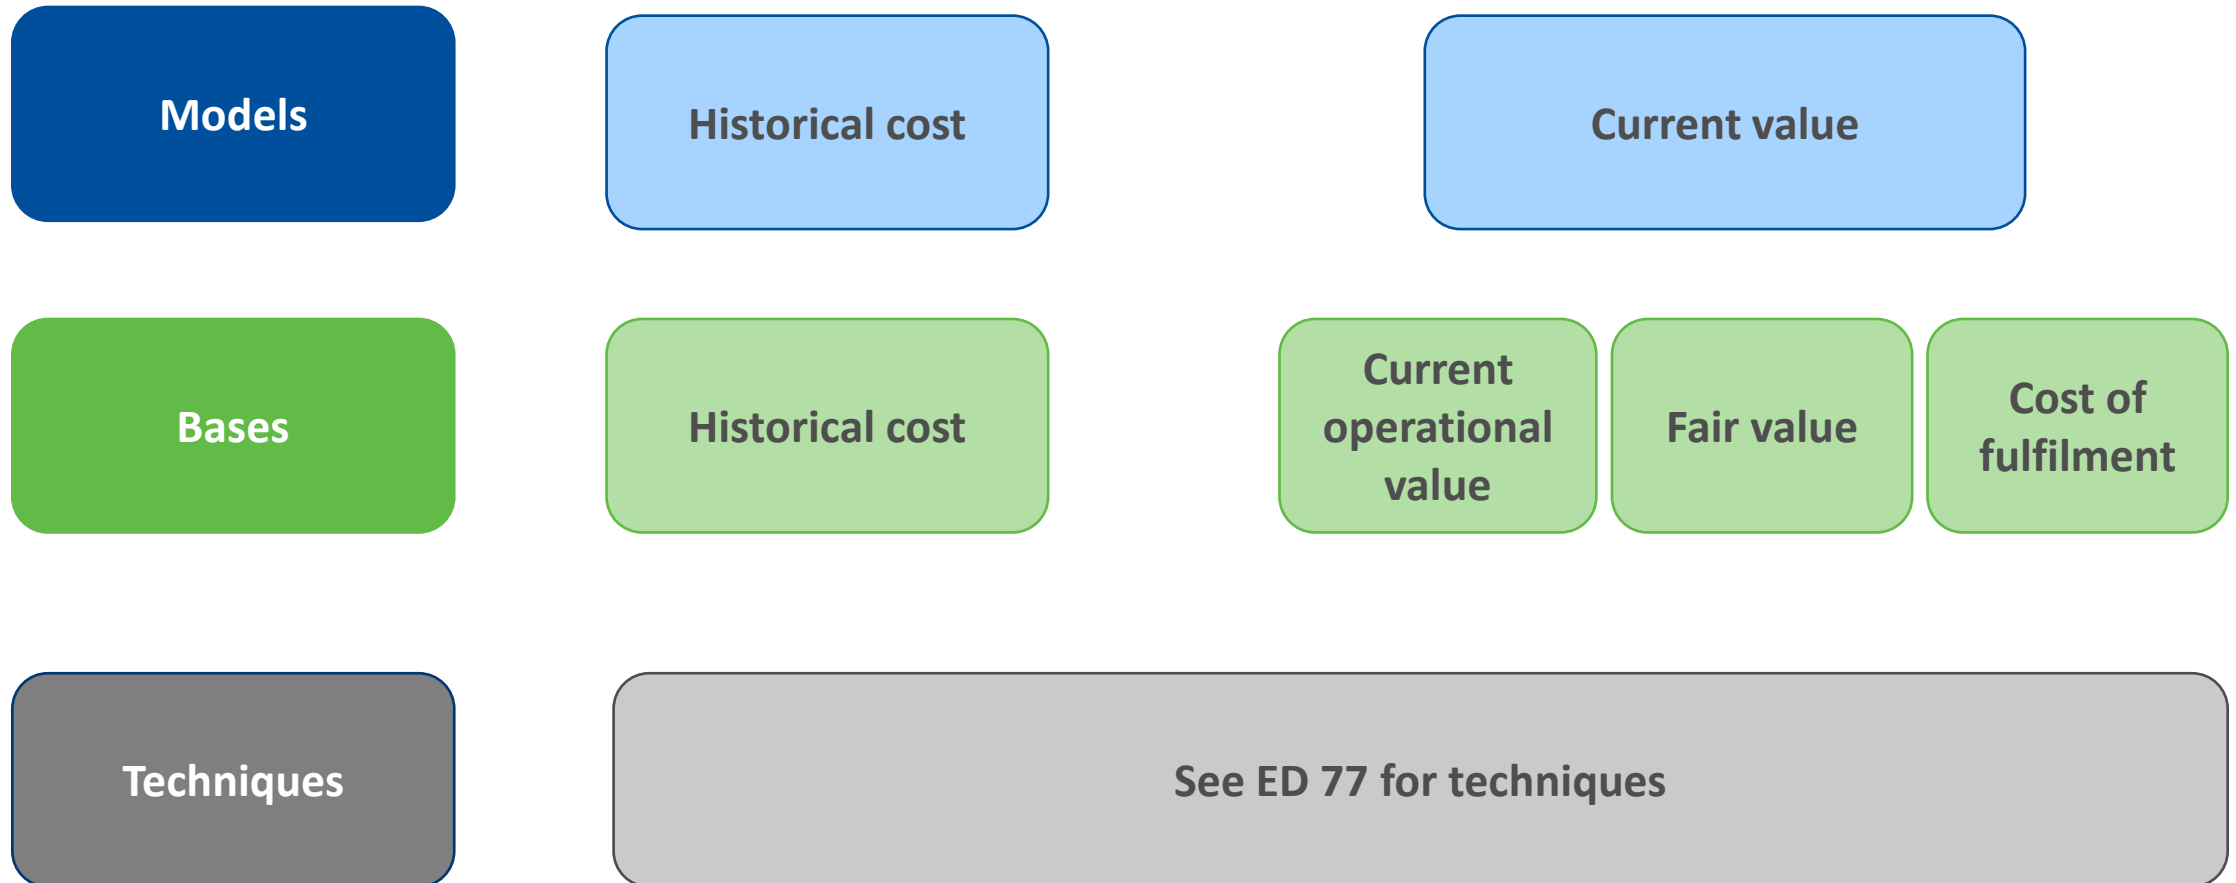 Models
Historical cost
Current value
Bases
Historical cost
Current
operational
value
Fair value
Cost of
fulfilment
Techniques
See ED 77 for techniques